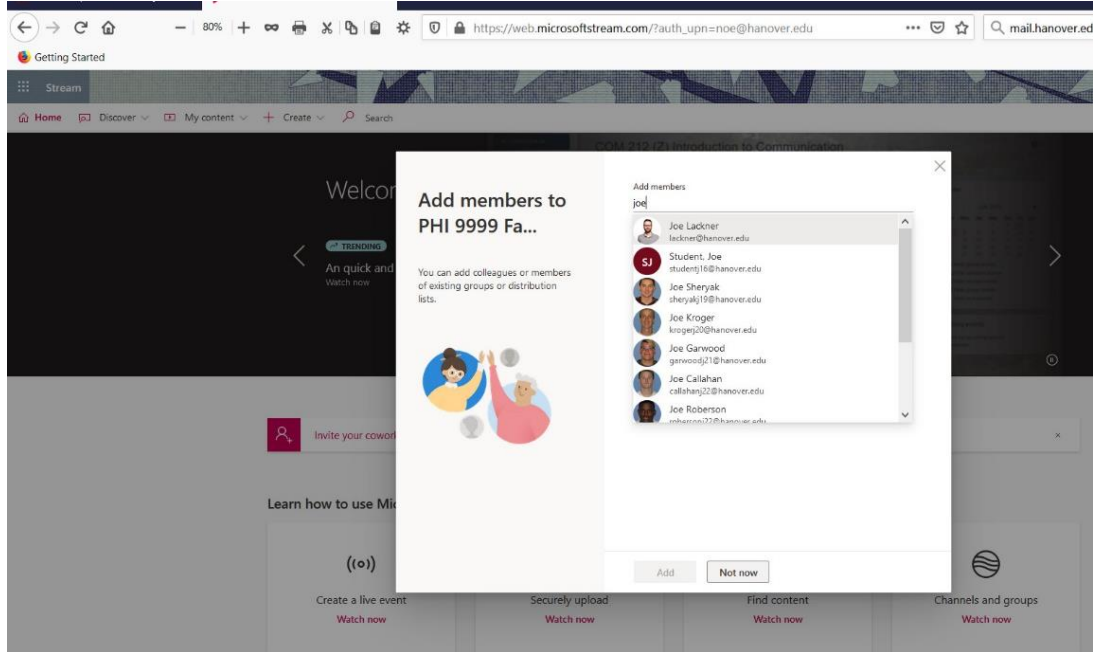 80%
https://web.microsoftstream.com/?auth_upn=noe@hanover.edu
mail.hanover.ed
Getting Started
Stream
Home Discover My content Create Search
COM 212 (Z) Introduction to Communication
Welcor
TRENDING
An quick and
Watch now
Add members to
PHI 9999 Fa...
You can add colleagues or members
of existing groups or distribution
lists.
Add members
joe
Joe Lackner
lackner@hanover.edu
SJ
Student, Joe
studentj16@hanover.edu
Joe Sheryak
sheryakj19@hanover.edu
Joe Kroger
krogerj20@hanover.edu
Joe Garwood
garwoodj21@hanover.edu
Joe Callahan
callahanj22@hanover.edu
Joe Roberson
robersonj22@hanover.edu
Add Not now
Invite your cowor
Learn how to use Mic
Create a live event
Watch now
Securely upload
Watch now
Find content
Watch now
Channels and groups
Watch now